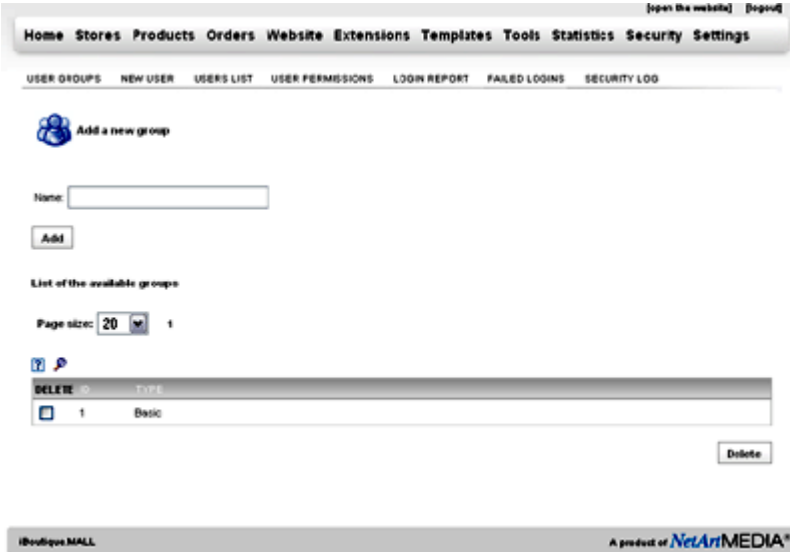 [open the website] [logout]
Home Stores Products Orders Website Extensions Templates Tools Statistics Security Settings
USER GROUPS NEW USER USERS LIST USER PERMISSIONS LOGIN REPORT FAILED LOGINS SECURITY LOG
Add a new group
Name:
Add
List of the available groups
Page size: 20 1
?
DELETE ID TYPE
1 Basic
Delete
iBoutique.MALL A product of NetArtMEDIA